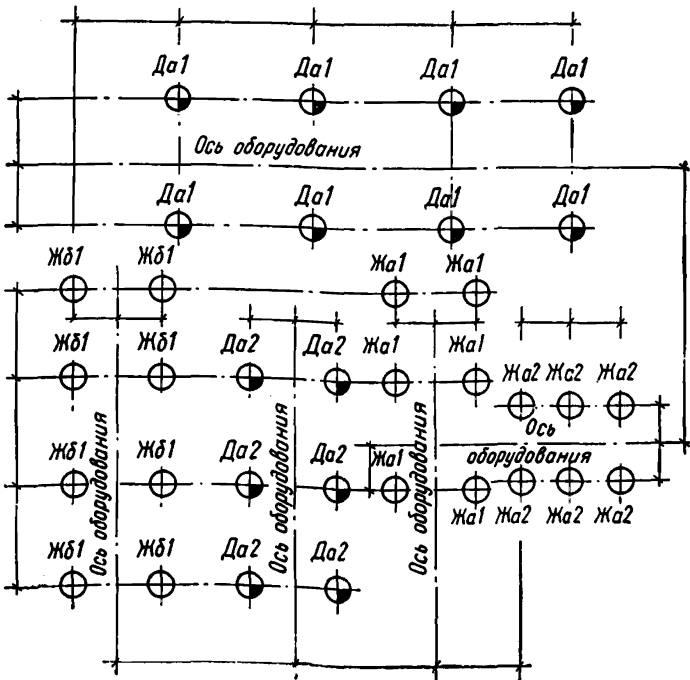 Да1 Да1 Да1 Да1
Ось оборудования
Да1 Да1 Да1 Да1
Жб1 Жб1 Жа1 Жа1
Жб1 Жб1 Да2 Да2 Жа1 Жа1
Жа2 Жс2 Жа2
Ось
оборудования
Жб1 Жб1 Да2 Да2 Жа1
Жа1 Жа2 Жа2 Жа2
Жб1 Жб1 Да2 Да2
Ось оборудования
Ось оборудования
Ось оборудования